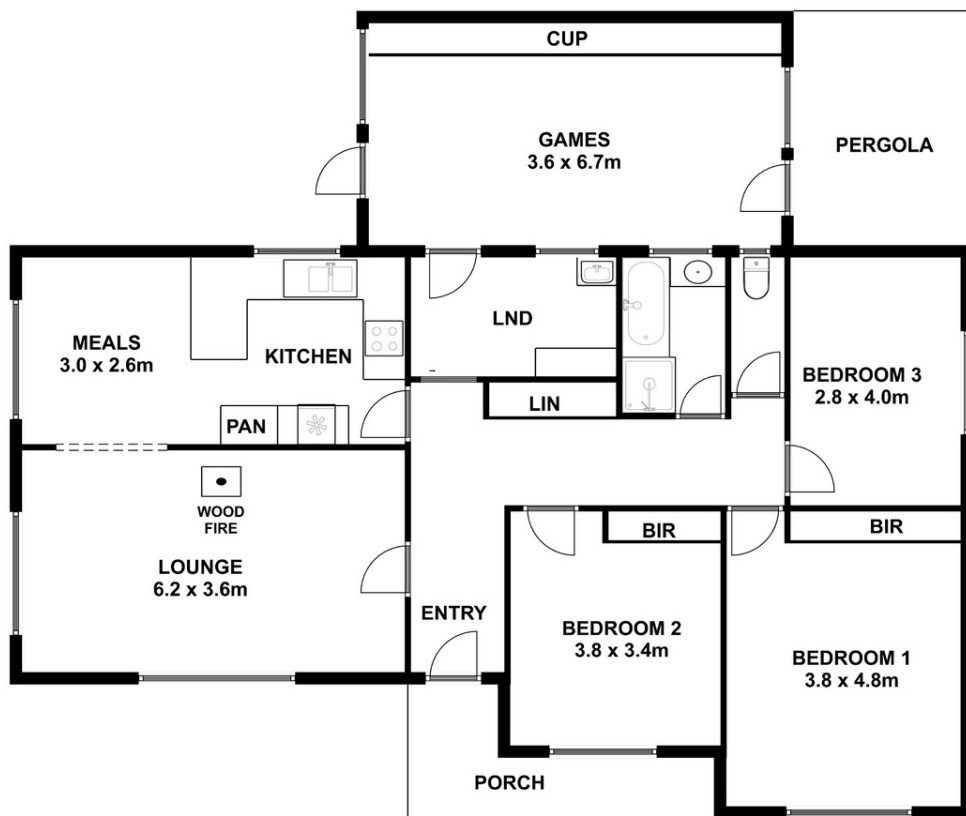 CUP
GAMES
3.6 x 6.7m
PERGOLA
MEALS
3.0 x 2.6m
KITCHEN
LND
BEDROOM 3
2.8 x 4.0m
PAN
LIN
WOOD
FIRE
LOUNGE
6.2 x 3.6m
BIR
BIR
ENTRY
BEDROOM 2
3.8 x 3.4m
BEDROOM 1
3.8 x 4.8m
PORCH